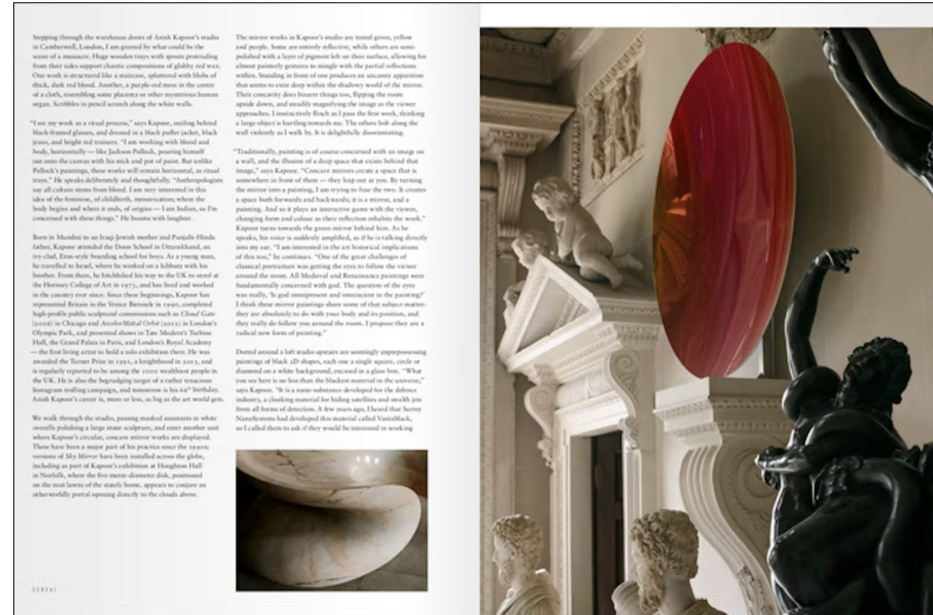 Stepping through the warehouse doors of Anish Kapoor's studio
in Camberwell, London, I am greeted by what could be the
scene of a massacre. Huge wooden trays with spouts protruding
from their sides support chaotic compositions of globby red wax.
One work is structured like a staircase, splattered with blobs of
thick, dark red blood. Another, a purple-red mess in the centre
of a cloth, resembling some placenta or other mysterious human
organ. Scribbles in pencil scratch along the white walls.
"I see my work as a ritual process," says Kapoor, smiling behind
black-framed glasses, and dressed in a black puffer jacket, black
jeans, and bright red trainers. "I am working with blood and
body, horizontally — like Jackson Pollock, pouring himself
out onto the canvas with his stick and pot of paint. But unlike
Pollock's paintings, these works will remain horizontal, as ritual
trays." He speaks deliberately and thoughtfully. "Anthropologists
say all culture stems from blood. I am very interested in this
idea of the feminine, of childbirth, menstruation; where the
body begins and where it ends, of origins — I am Indian, so I'm
concerned with these things." He booms with laughter.
Born in Mumbai to an Iraqi-Jewish mother and Punjabi-Hindu
father, Kapoor attended the Doon School in Uttarakhand, an
ivy-clad, Eton-style boarding school for boys. As a young man,
he travelled to Israel, where he worked on a kibbutz with his
brother. From there, he hitchhiked his way to the UK to enrol at
the Hornsey College of Art in 1973, and has lived and worked
in the country ever since. Since these beginnings, Kapoor has
represented Britain in the Venice Biennale in 1990, completed
high-profile public sculptural commissions such as Cloud Gate
(2006) in Chicago and ArcelorMittal Orbit (2012) in London's
Olympic Park, and presented shows in Tate Modern's Turbine
Hall, the Grand Palais in Paris, and London's Royal Academy
— the first living artist to hold a solo exhibition there. He was
awarded the Turner Prize in 1991, a knighthood in 2013, and
is regularly reported to be among the 1000 wealthiest people in
the UK. He is also the begrudging target of a rather tenacious
Instagram trolling campaign, and tomorrow is his 66th birthday.
Anish Kapoor's career is, more or less, as big as the art world gets.
We walk through the studio, passing masked assistants in white
overalls polishing a large stone sculpture, and enter another unit
where Kapoor's circular, concave mirror works are displayed.
These have been a major part of his practice since the 1980s;
versions of Sky Mirror have been installed across the globe,
including as part of Kapoor's exhibition at Houghton Hall
in Norfolk, where the five-metre-diameter disk, positioned
on the neat lawns of the stately home, appears to conjure an
otherworldly portal opening directly to the clouds above.
CEREAL
The mirror works in Kapoor's studio are tinted green, yellow
and purple. Some are entirely reflective, while others are semi-
polished with a layer of pigment left on their surface, allowing for
almost painterly gestures to mingle with the partial reflections
within. Standing in front of one produces an uncanny apparition
that seems to exist deep within the shadowy world of the mirror.
Their concavity does bizarre things too, flipping the room
upside down, and steadily magnifying the image as the viewer
approaches. I instinctively flinch as I pass the first work, thinking
a large object is hurtling towards me. The others bob along the
wall violently as I walk by. It is delightfully disorientating.
"Traditionally, painting is of course concerned with an image on
a wall, and the illusion of a deep space that exists behind that
image," says Kapoor. "Concave mirrors create a space that is
somewhere in front of them — they leap out at you. By turning
the mirror into a painting, I am trying to fuse the two. It creates
a space both forwards and backwards; it is a mirror, and a
painting. And so it plays an interactive game with the viewer,
changing form and colour as their reflection inhabits the work."
Kapoor turns towards the green mirror behind him. As he
speaks, his voice is suddenly amplified, as if he is talking directly
into my ear. "I am interested in the art historical implications
of this too," he continues. "One of the great challenges of
classical portraiture was getting the eyes to follow the viewer
around the room. All Medieval and Renaissance paintings were
fundamentally concerned with god. The question of the eyes
was really, 'Is god omnipresent and omniscient in the painting?'
I think these mirror paintings share some of that subject matter:
they are absolutely to do with your body and its position, and
they really do follow you around the room. I propose they are a
radical new form of painting."
Dotted around a loft studio upstairs are seemingly unprepossessing
paintings of black 2D shapes, each one a single square, circle or
diamond on a white background, encased in a glass box. "What
you see here is no less than the blackest material in the universe,"
says Kapoor. "It is a nano-substance developed for the defence
industry, a cloaking material for hiding satellites and stealth jets
from all forms of detection. A few years ago, I heard that Surrey
NanoSystems had developed this material called Vantablack,
so I called them to ask if they would be interested in working